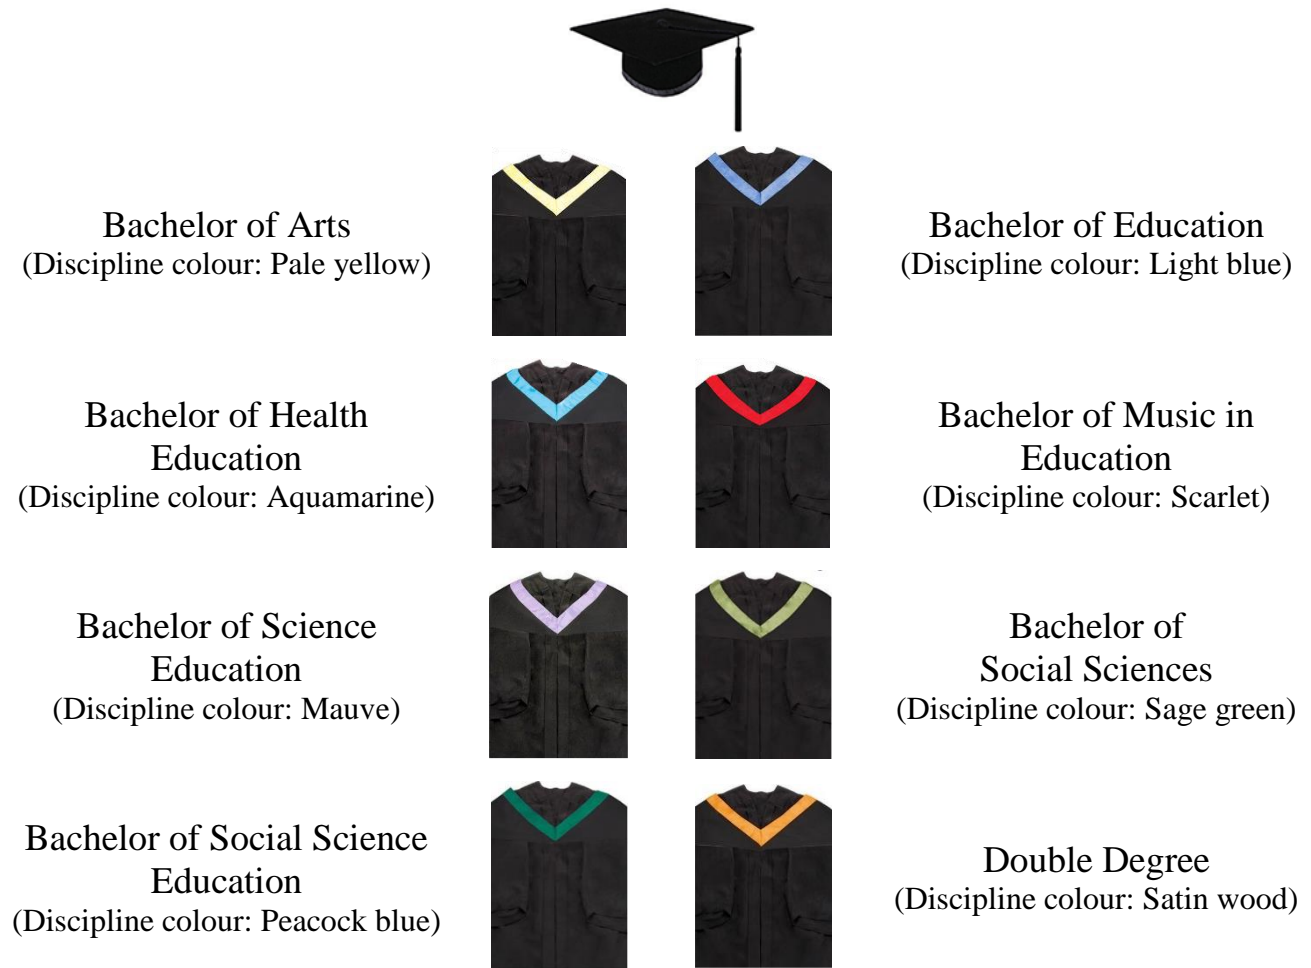 Bachelor of Arts
(Discipline colour: Pale yellow)
Bachelor of Education
(Discipline colour: Light blue)
Bachelor of Health
Education
(Discipline colour: Aquamarine)
Bachelor of Music in
Education
(Discipline colour: Scarlet)
Bachelor of Science
Education
(Discipline colour: Mauve)
Bachelor of
Social Sciences
(Discipline colour: Sage green)
Bachelor of Social Science
Education
(Discipline colour: Peacock blue)
Double Degree
(Discipline colour: Satin wood)